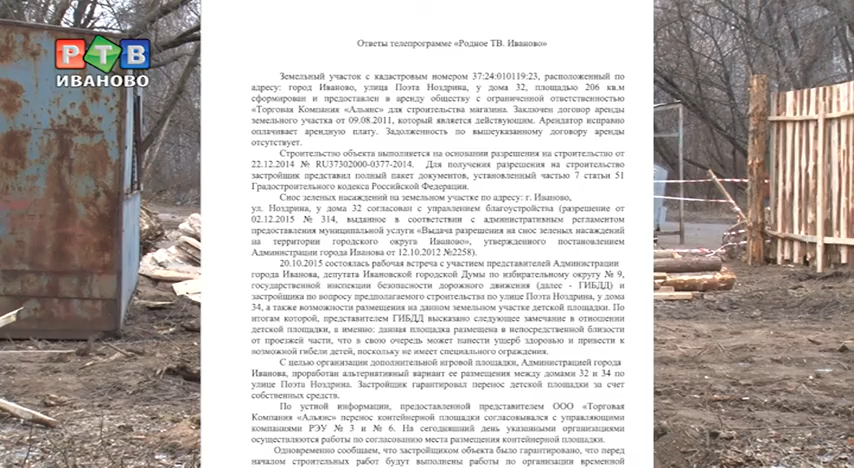 РТВ
ИВАНОВО
Ответы телепрограмме «Родное ТВ. Иваново»
Земельный участок с кадастровым номером 37:24:010119:23, расположенный по
адресу: город Иваново, улица Поэта Ноздрина, у дома 32, площадью 206 кв.м
сформирован и предоставлен в аренду обществу с ограниченной ответственностью
«Торговая Компания «Альянс» для строительства магазина. Заключен договор аренды
земельного участка от 09.08.2011, который является действующим. Арендатор исправно
оплачивает арендную плату. Задолженность по вышеуказанному договору аренды
отсутствует.
Строительство объекта выполняется на основании разрешения на строительство от
22.12.2014 № RU37302000-0377-2014. Для получения разрешения на строительство
застройщик представил полный пакет документов, установленный частью 7 статьи 51
Градостроительного кодекса Российской Федерации.
Снос зеленых насаждений на земельном участке по адресу: г. Иваново,
ул. Ноздрина, у дома 32 согласован с управлением благоустройства (разрешение от
02.12.2015 № 314, выданное в соответствии с административным регламентом
предоставления муниципальной услуги «Выдача разрешения на снос зеленых насаждений
на территории городского округа Иваново», утвержденного постановлением
Администрации города Иванова от 12.10.2012 №2258).
20.10.2015 состоялась рабочая встреча с участием представителей Администрации
города Иванова, депутата Ивановской городской Думы по избирательному округу № 9,
государственной инспекции безопасности дорожного движения (далее - ГИБДД) и
застройщика по вопросу предполагаемого строительства по улице Поэта Ноздрина, у дома
34, а также возможности размещения на данном земельном участке детской площадки. По
итогам которой, представителем ГИБДД высказано следующее замечание в отношении
детской площадки, а именно: данная площадка размещена в непосредственной близости
от проезжей части, что в свою очередь может нанести ущерб здоровью и привести к
возможной гибели детей, поскольку не имеет специального ограждения.
С целью организации дополнительной игровой площадки, Администрацией города
Иванова, проработан альтернативный вариант ее размещения между домами 32 и 34 по
улице Поэта Ноздрина. Застройщик гарантировал перенос детской площадки за счет
собственных средств.
По устной информации, предоставленной представителем ООО «Торговая
Компания «Альянс» перенос контейнерной площадки согласовывался с управляющими
компаниями РЭУ № 3 и № 6. На сегодняшний день указанными организациями
осуществляются работы по согласованию места размещения контейнерной площадки.
Одновременно сообщаем, что застройщиком объекта было гарантировано, что перед
началом строительных работ будут выполнены работы по организации временной